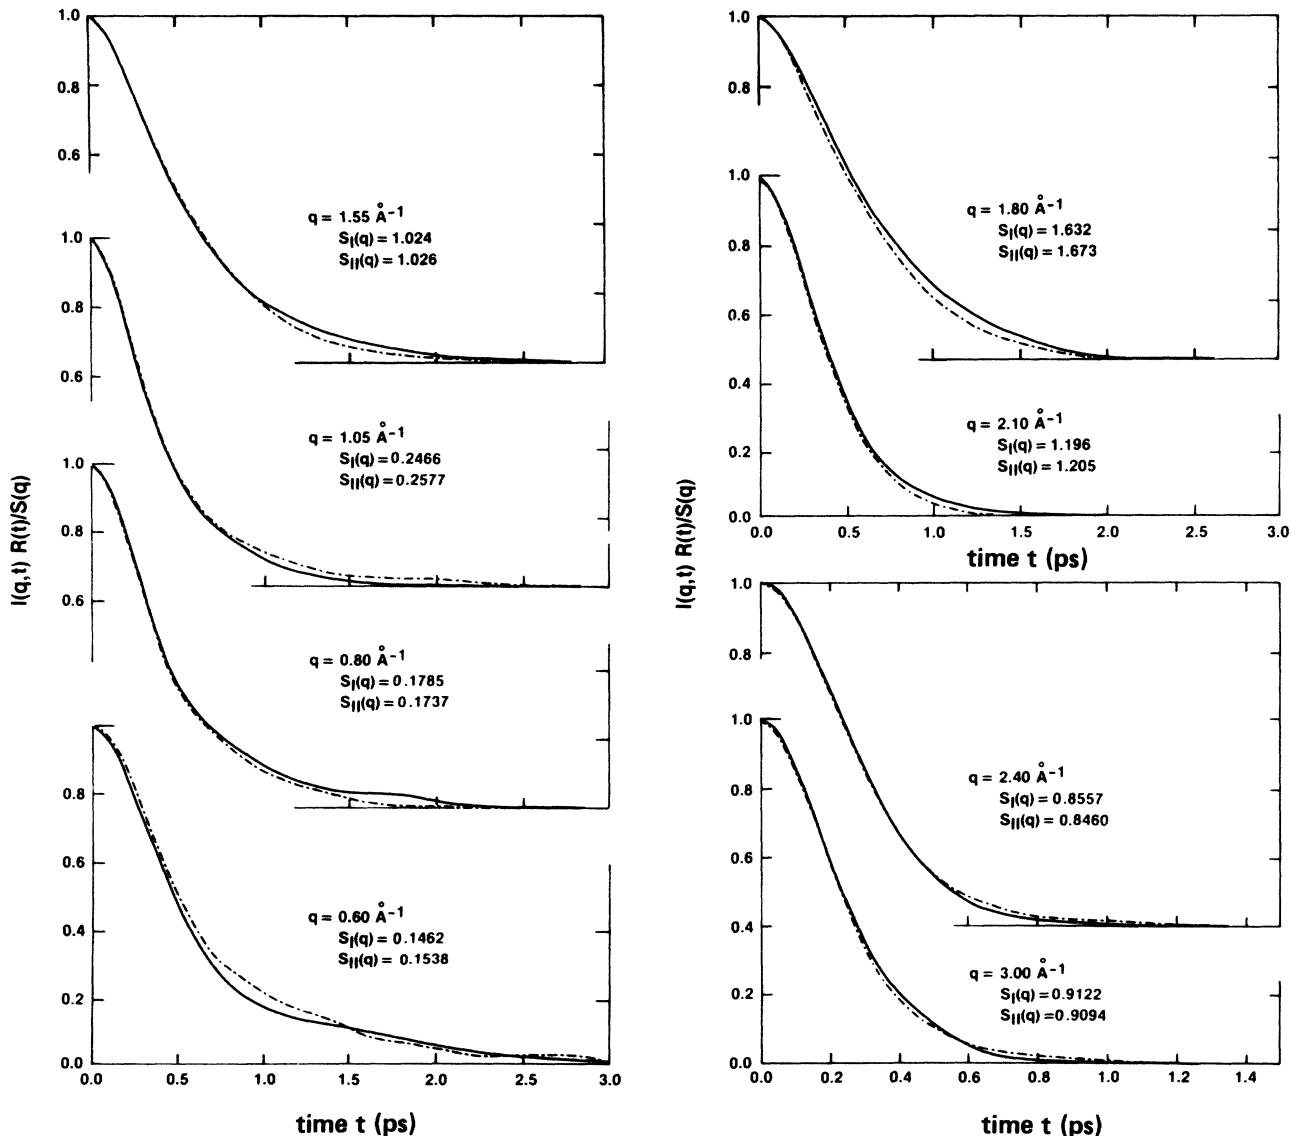 1.0
0.8
0.6
q = 1.55 Å⁻¹
S_I(q) = 1.024
S_II(q) = 1.026
1.0
0.8
0.6
q = 1.05 Å⁻¹
S_I(q) = 0.2466
S_II(q) = 0.2577
1.0
0.8
0.6
q = 0.80 Å⁻¹
S_I(q) = 0.1785
S_II(q) = 0.1737
0.8
0.6
0.4
0.2
0.0
q = 0.60 Å⁻¹
S_I(q) = 0.1462
S_II(q) = 0.1538
0.0 0.5 1.0 1.5 2.0 2.5 3.0
time t (ps)
I(q,t) R(t)/S(q)
1.0
0.8
q = 1.80 Å⁻¹
S_I(q) = 1.632
S_II(q) = 1.673
1.0
0.8
0.6
0.4
0.2
0.0
q = 2.10 Å⁻¹
S_I(q) = 1.196
S_II(q) = 1.205
0.0 0.5 1.0 1.5 2.0 3.0
time t (ps)
I(q,t) R(t)/S(q)
1.0
0.8
q = 2.40 Å⁻¹
S_I(q) = 0.8557
S_II(q) = 0.8460
1.0
0.8
0.6
0.4
0.2
0.0
q = 3.00 Å⁻¹
S_I(q) = 0.9122
S_II(q) = 0.9094
0.0 0.2 0.4 0.6 0.8 1.0 1.2 1.4
time t (ps)